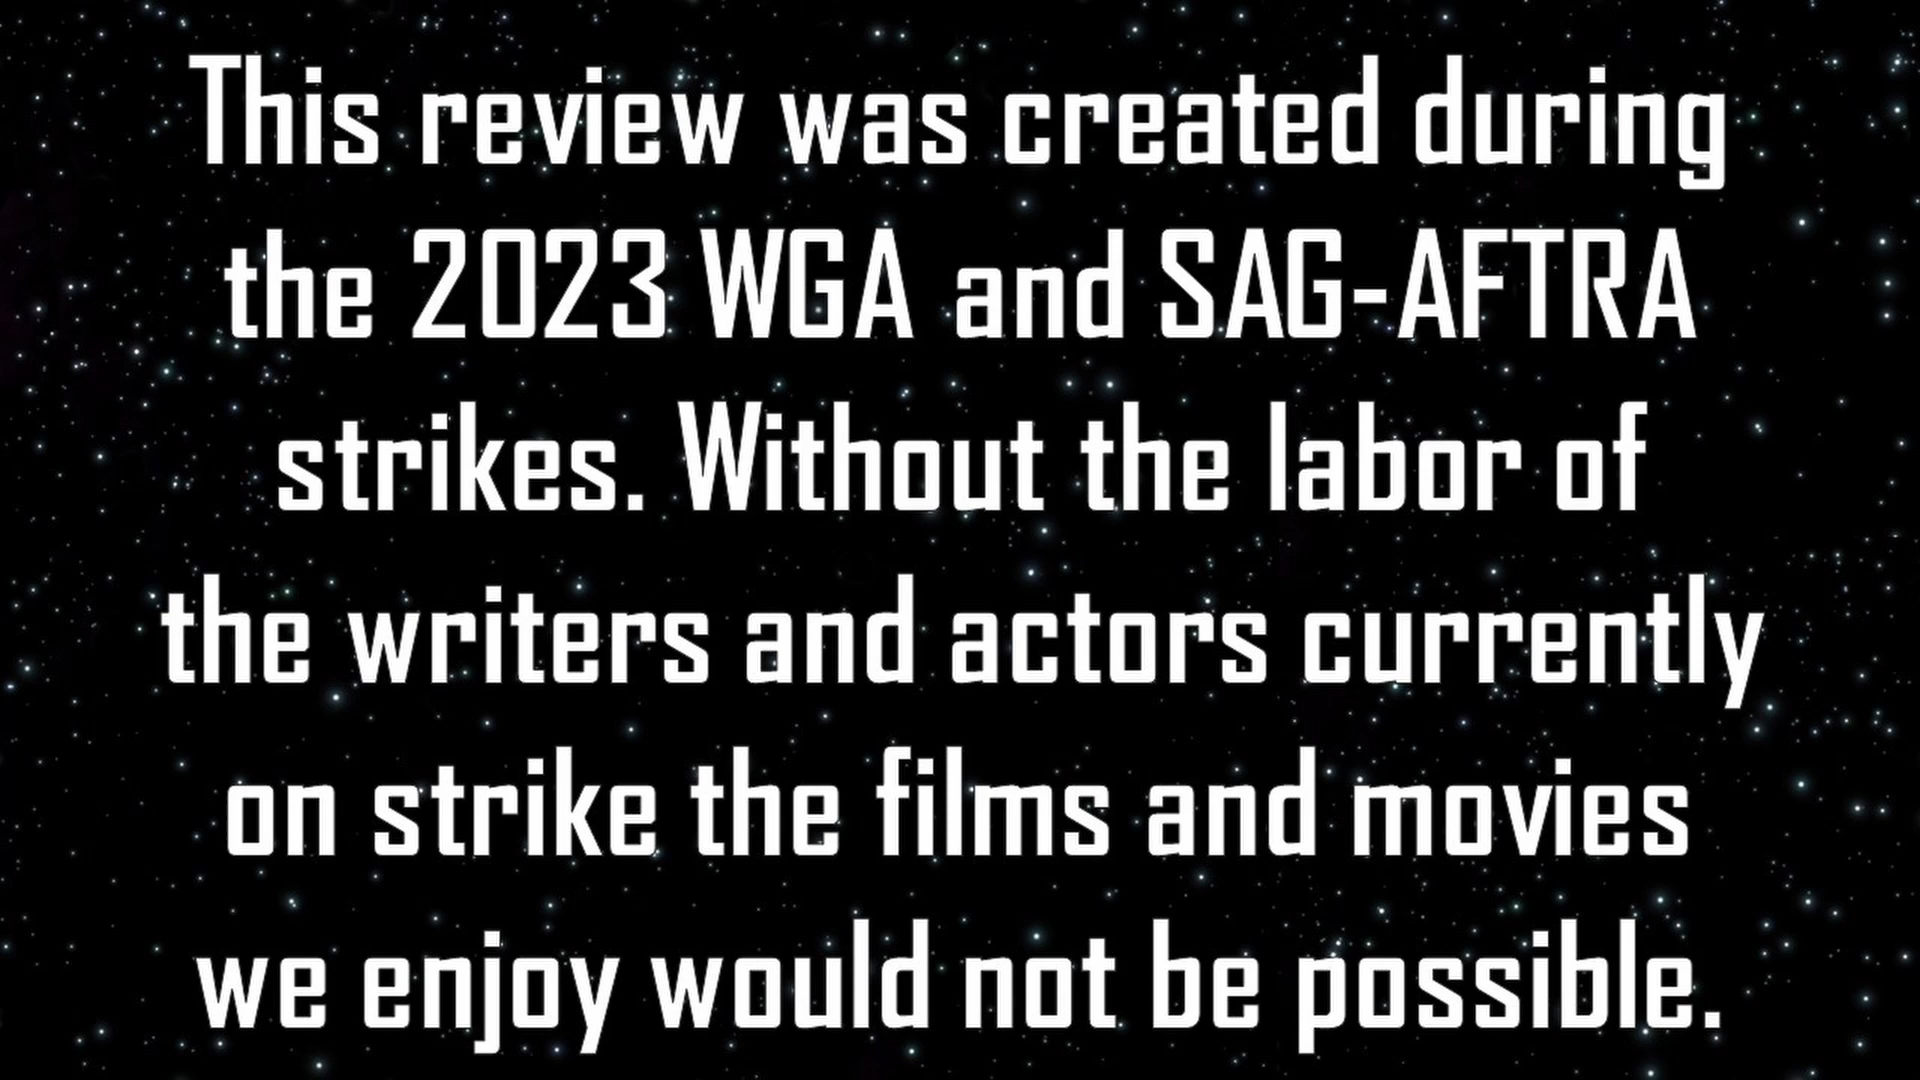 This review was created during
the 2023 WGA and SAG-AFTRA
strikes. Without the labor of
the writers and actors currently
on strike the films and movies
we enjoy would not be possible.